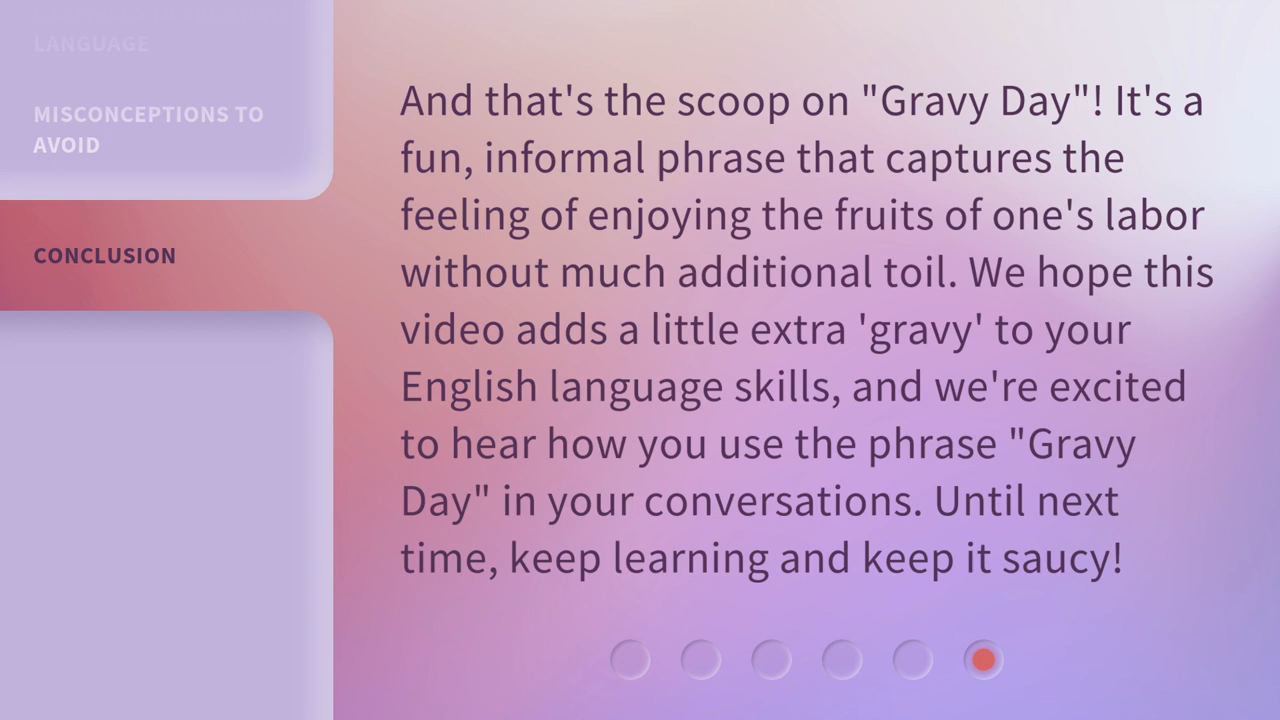 LANGUAGE
MISCONCEPTIONS TO
AVOID
CONCLUSION
And that's the scoop on "Gravy Day"! It's a
fun, informal phrase that captures the
feeling of enjoying the fruits of one's labor
without much additional toil. We hope this
video adds a little extra 'gravy' to your
English language skills, and we're excited
to hear how you use the phrase "Gravy
Day" in your conversations. Until next
time, keep learning and keep it saucy!